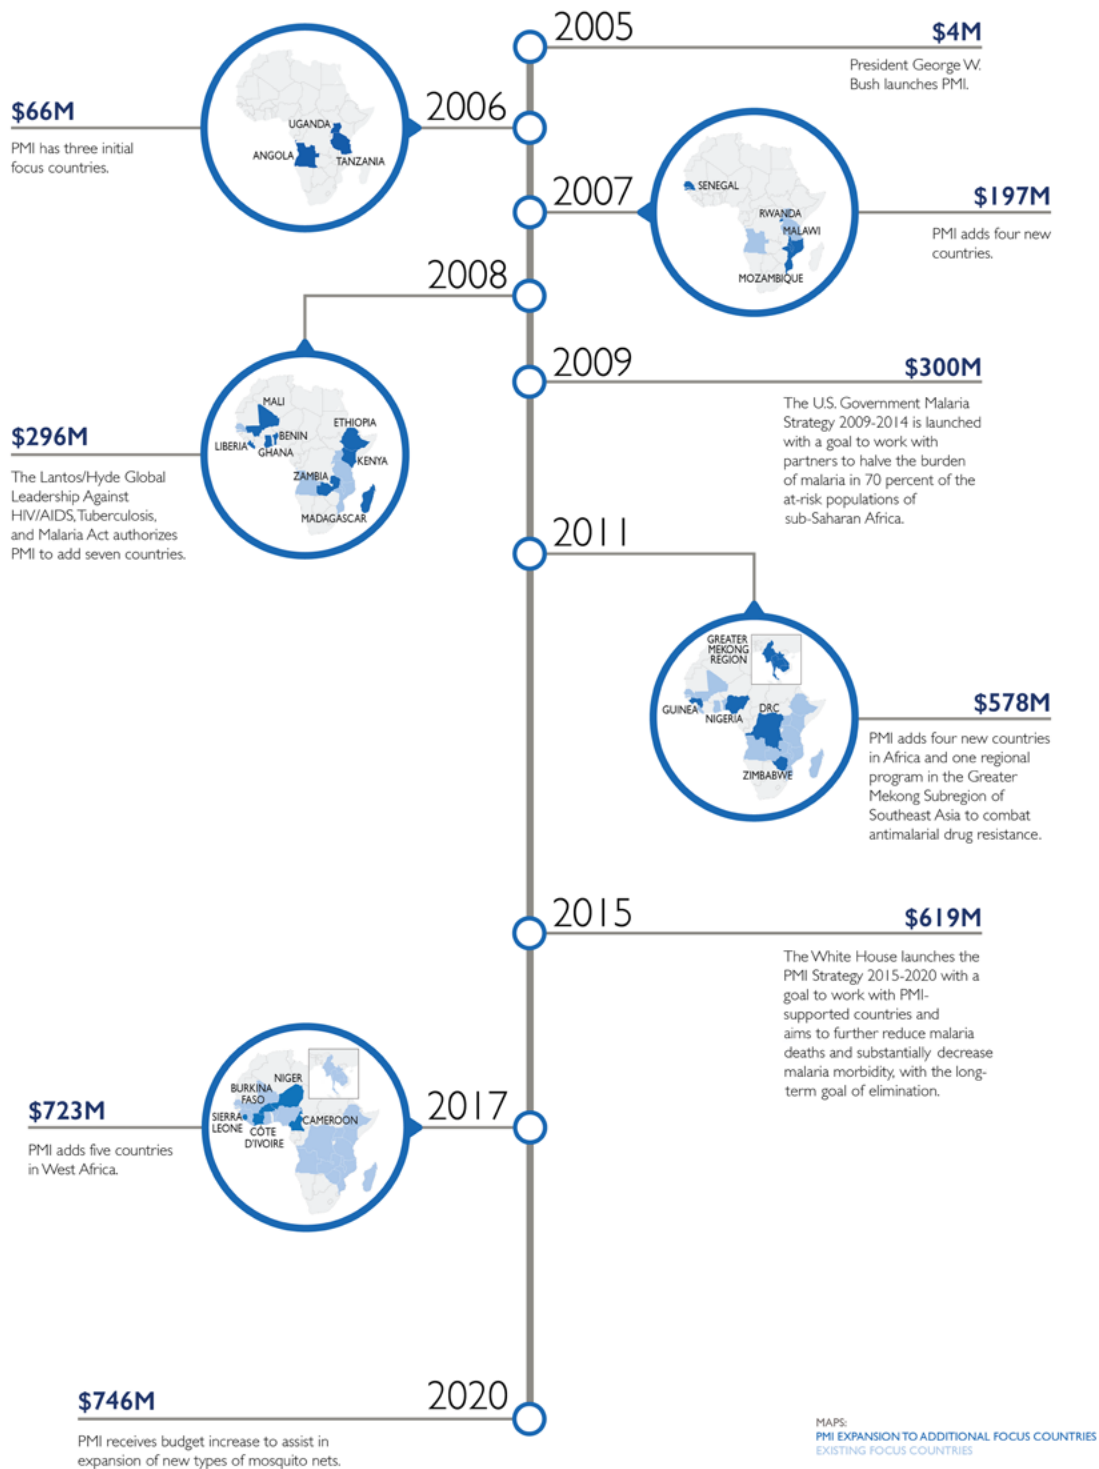 2005
$4M
President George W.
Bush launches PMI.
2006
$66M
PMI has three initial
focus countries.
UGANDA
ANGOLA
TANZANIA
2007
$197M
PMI adds four new
countries.
SENEGAL
RWANDA
MALAWI
MOZAMBIQUE
2008
$296M
The Lantos/Hyde Global
Leadership Against
HIV/AIDS, Tuberculosis,
and Malaria Act authorizes
PMI to add seven countries.
MALI
ETHIOPIA
BENIN
LIBERIA
GHANA
KENYA
ZAMBIA
MADAGASCAR
2009
$300M
The U.S. Government Malaria
Strategy 2009-2014 is launched
with a goal to work with
partners to halve the burden
of malaria in 70 percent of the
at-risk populations of
sub-Saharan Africa.
2011
GREATER
MEKONG
REGION
GUINEA
NIGERIA
DRC
ZIMBABWE
$578M
PMI adds four new countries
in Africa and one regional
program in the Greater
Mekong Subregion of
Southeast Asia to combat
antimalarial drug resistance.
2015
$619M
The White House launches the
PMI Strategy 2015-2020 with a
goal to work with PMI-
supported countries and
aims to further reduce malaria
deaths and substantially decrease
malaria morbidity, with the long-
term goal of elimination.
2017
$723M
PMI adds five countries
in West Africa.
NIGER
BURKINA
FASO
SIERRA
LEONE
CÔTE
D'IVOIRE
CAMEROON
2020
$746M
PMI receives budget increase to assist in
expansion of new types of mosquito nets.
MAPS:
PMI EXPANSION TO ADDITIONAL FOCUS COUNTRIES
EXISTING FOCUS COUNTRIES